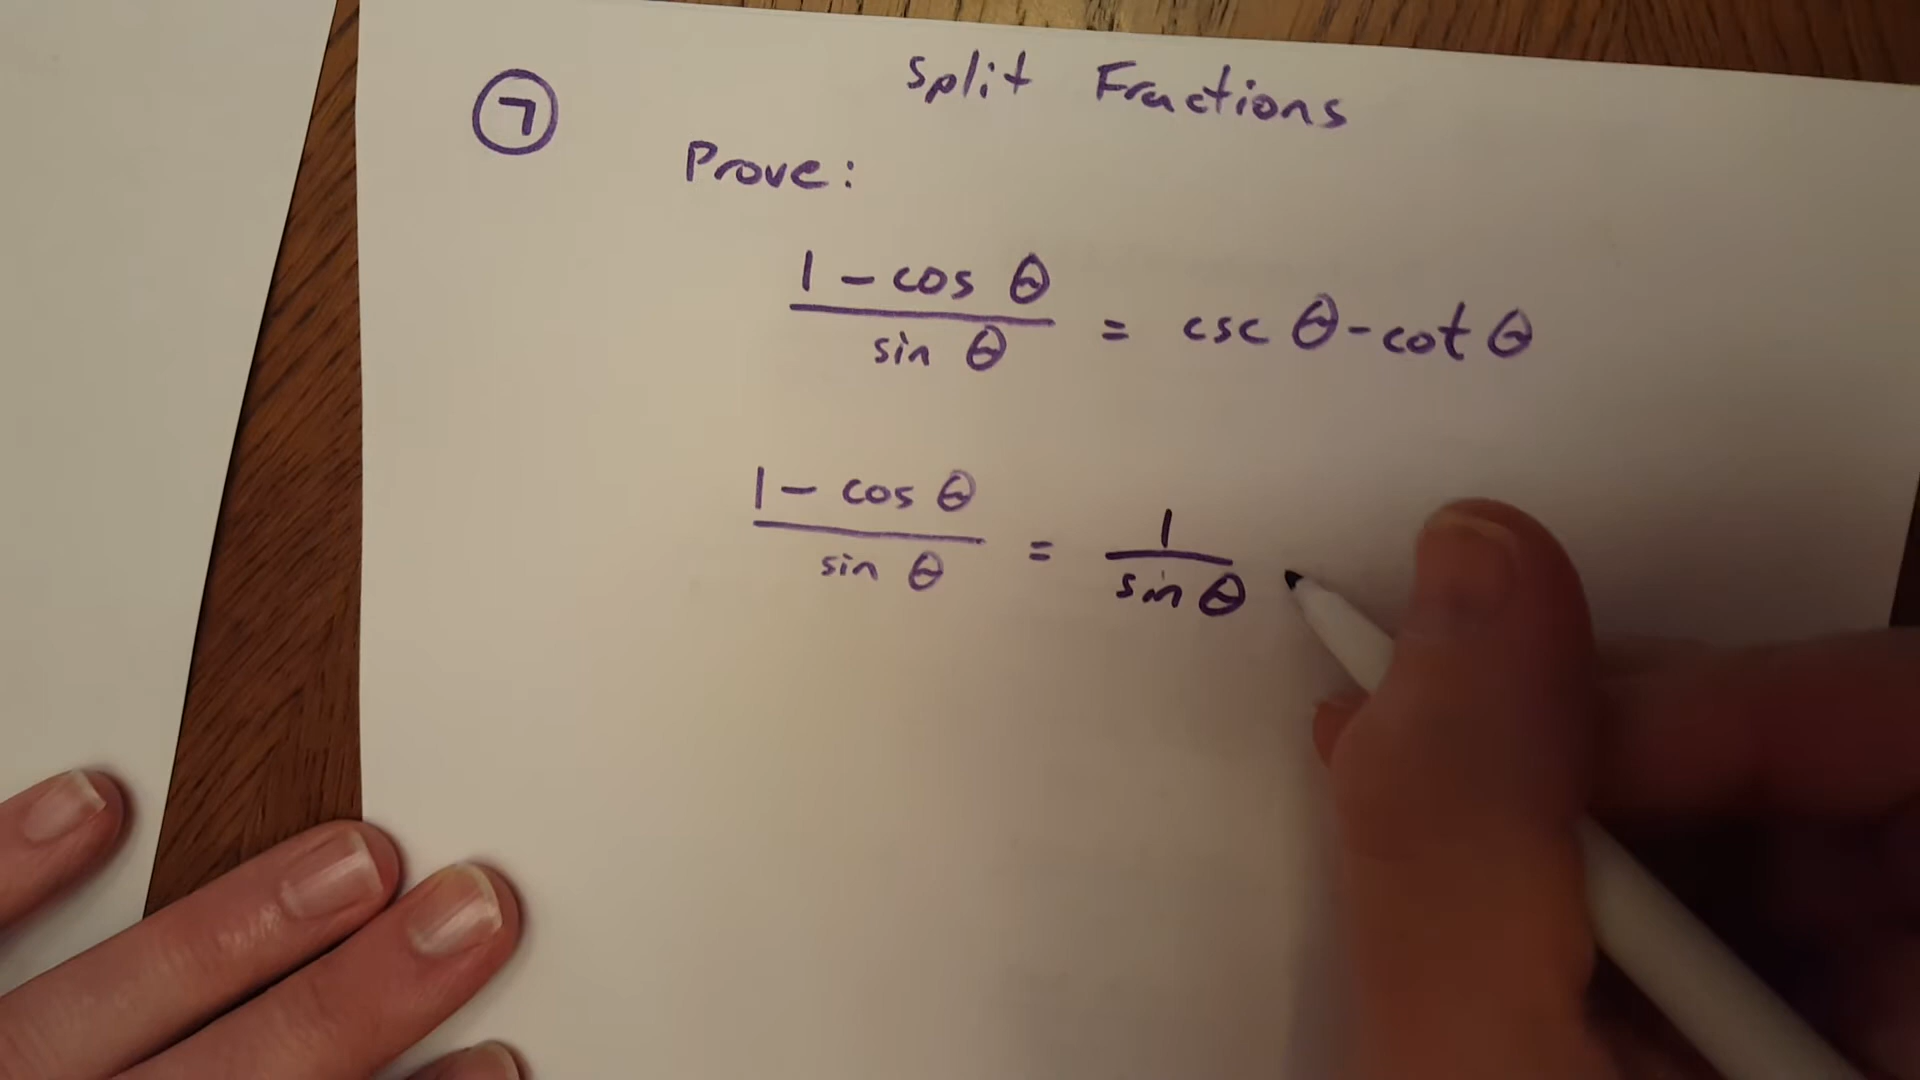 Split Fractions
7
Prove:
1 - cos θ
sin θ
= csc θ - cot θ
1 - cos θ
sin θ
= 1
sin θ